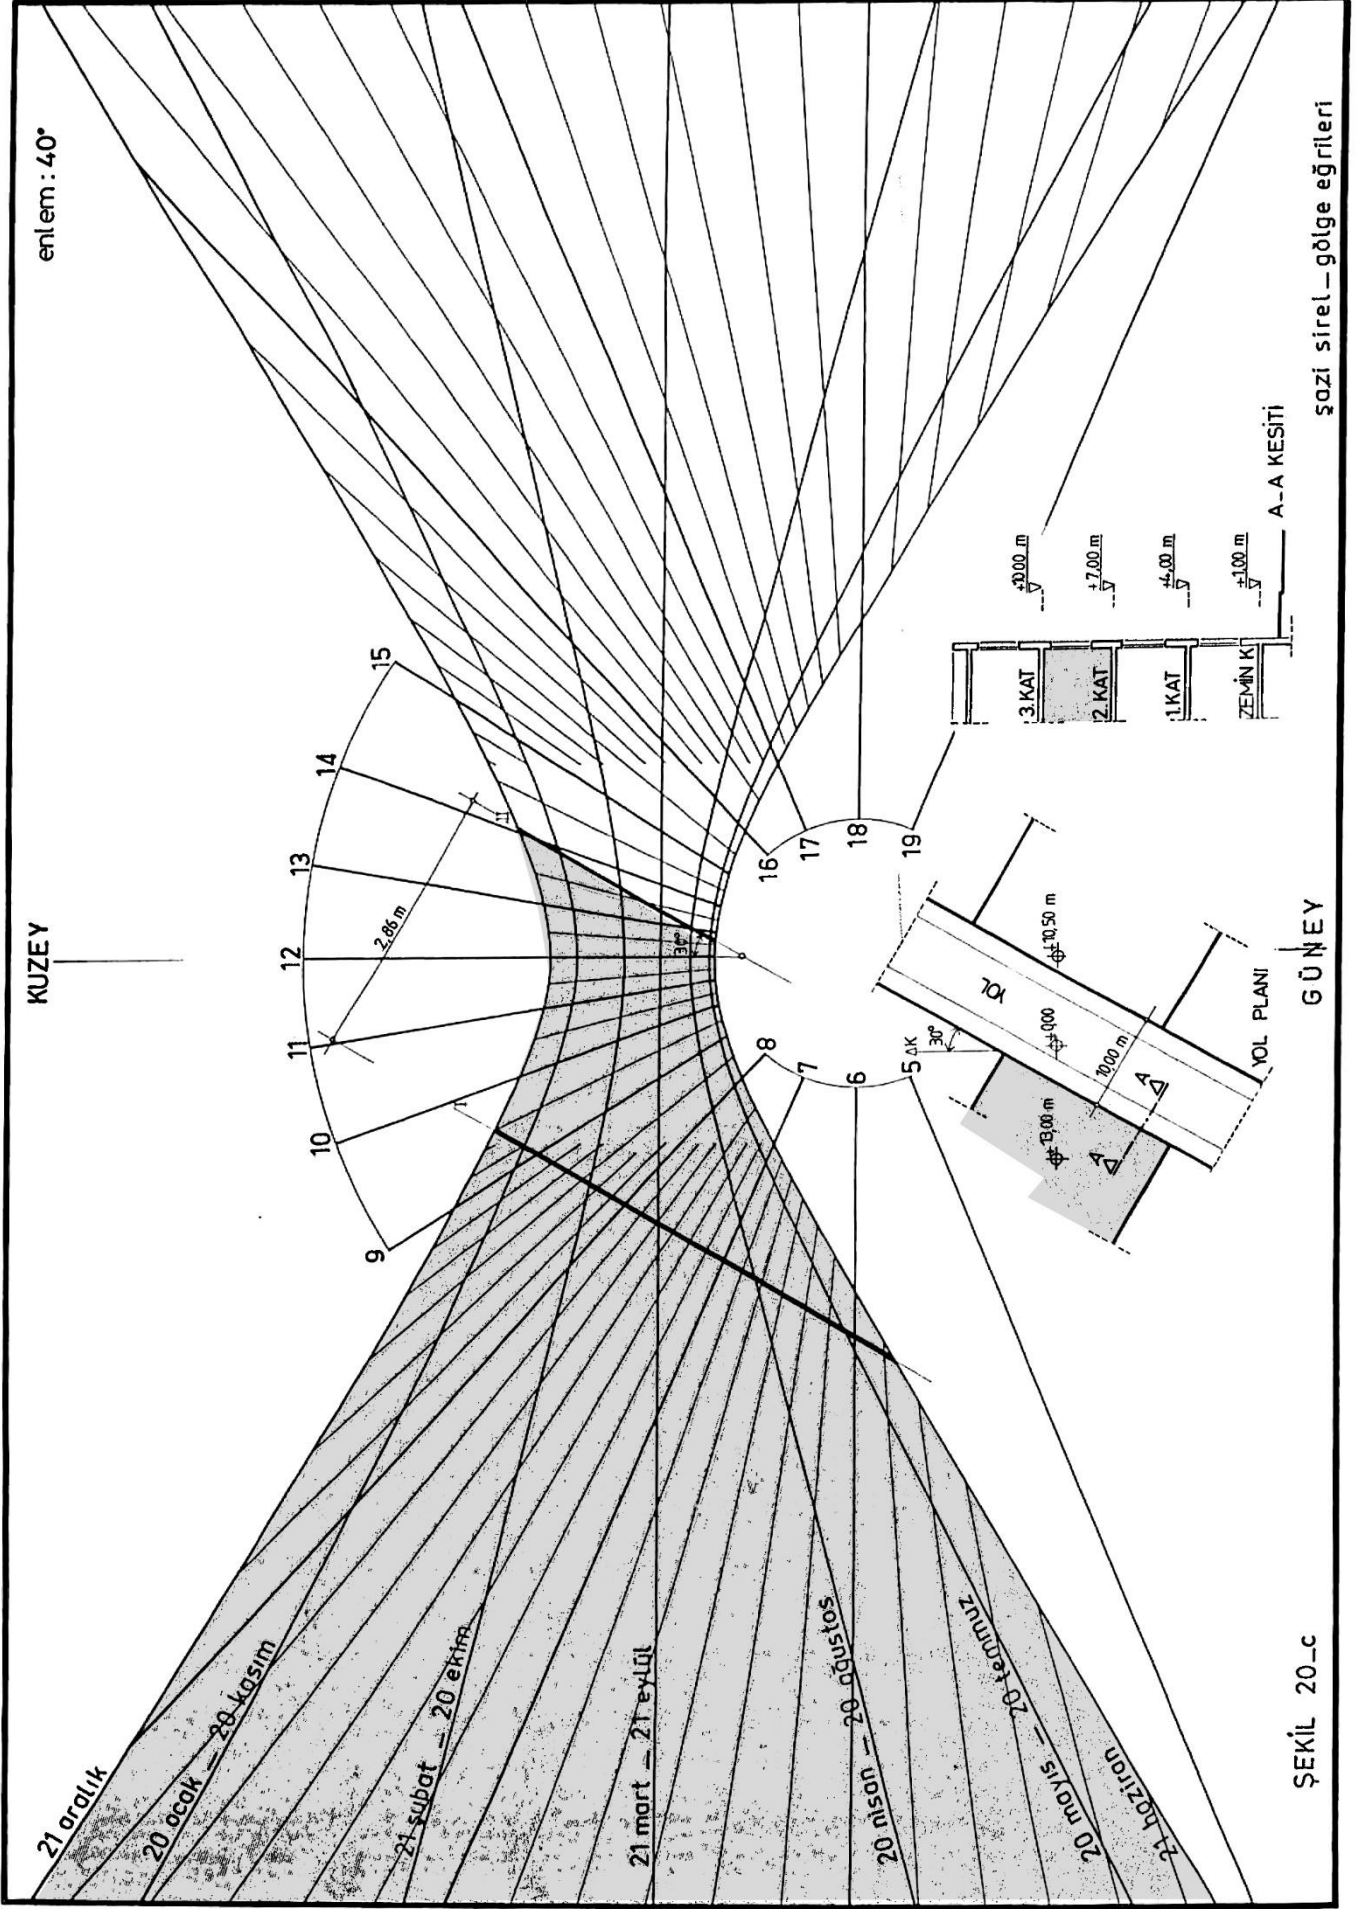 enlem : 40°
KUZEY
15
14
13
12
11
10
9
2,86 m
II
I
30°
16
17
18
19
8
7
6
5
ΔK
30°
21 aralık
20 ocak _ 20 kasım
21 şubat _ 20 ekim
21 mart _ 21 eylül
20 nisan _ 20 ağustos
20 mayıs _ 20 temmuz
21 haziran
YOL
+10,50 m
±0,00
+13,00 m
10,00 m
A
A
YOL PLANI
GÜNEY
3.KAT
2.KAT
1.KAT
ZEMİN K
+10.00 m
+7,00 m
+4,00 m
+1,00 m
A_A KESİTİ
şazi sirel_gölge eğrileri
ŞEKİL 20_c